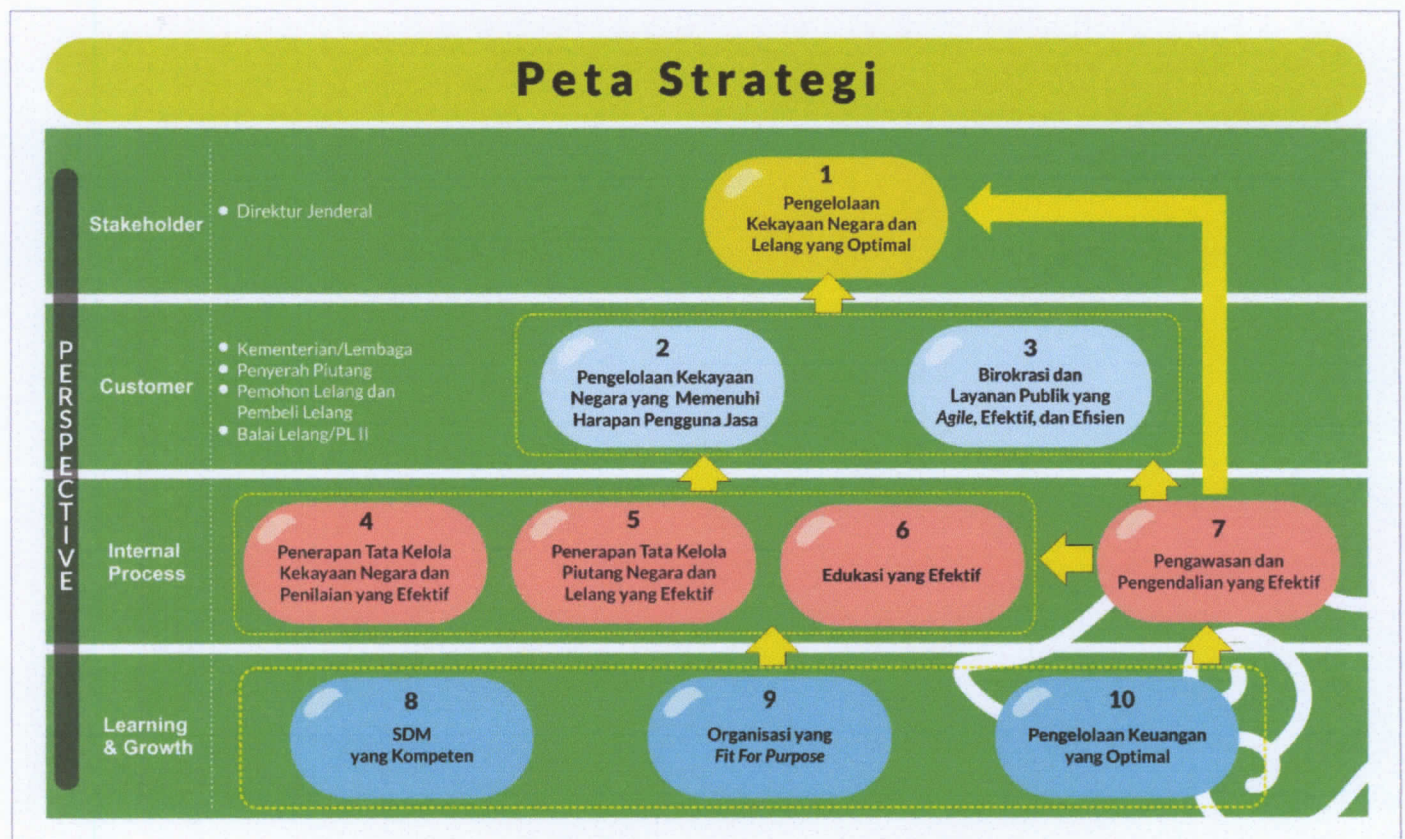 Peta Strategi
PERSPECTIVE
Stakeholder
• Direktur Jenderal
1
Pengelolaan
Kekayaan Negara dan
Lelang yang Optimal
Customer
• Kementerian/Lembaga
• Penyerah Piutang
• Pemohon Lelang dan
Pembeli Lelang
• Balai Lelang/PL II
2
Pengelolaan Kekayaan
Negara yang Memenuhi
Harapan Pengguna Jasa
3
Birokrasi dan
Layanan Publik yang
Agile, Efektif, dan Efisien
Internal
Process
4
Penerapan Tata Kelola
Kekayaan Negara dan
Penilaian yang Efektif
5
Penerapan Tata Kelola
Piutang Negara dan
Lelang yang Efektif
6
Edukasi yang Efektif
7
Pengawasan dan
Pengendalian yang Efektif
Learning
& Growth
8
SDM
yang Kompeten
9
Organisasi yang
Fit For Purpose
10
Pengelolaan Keuangan
yang Optimal